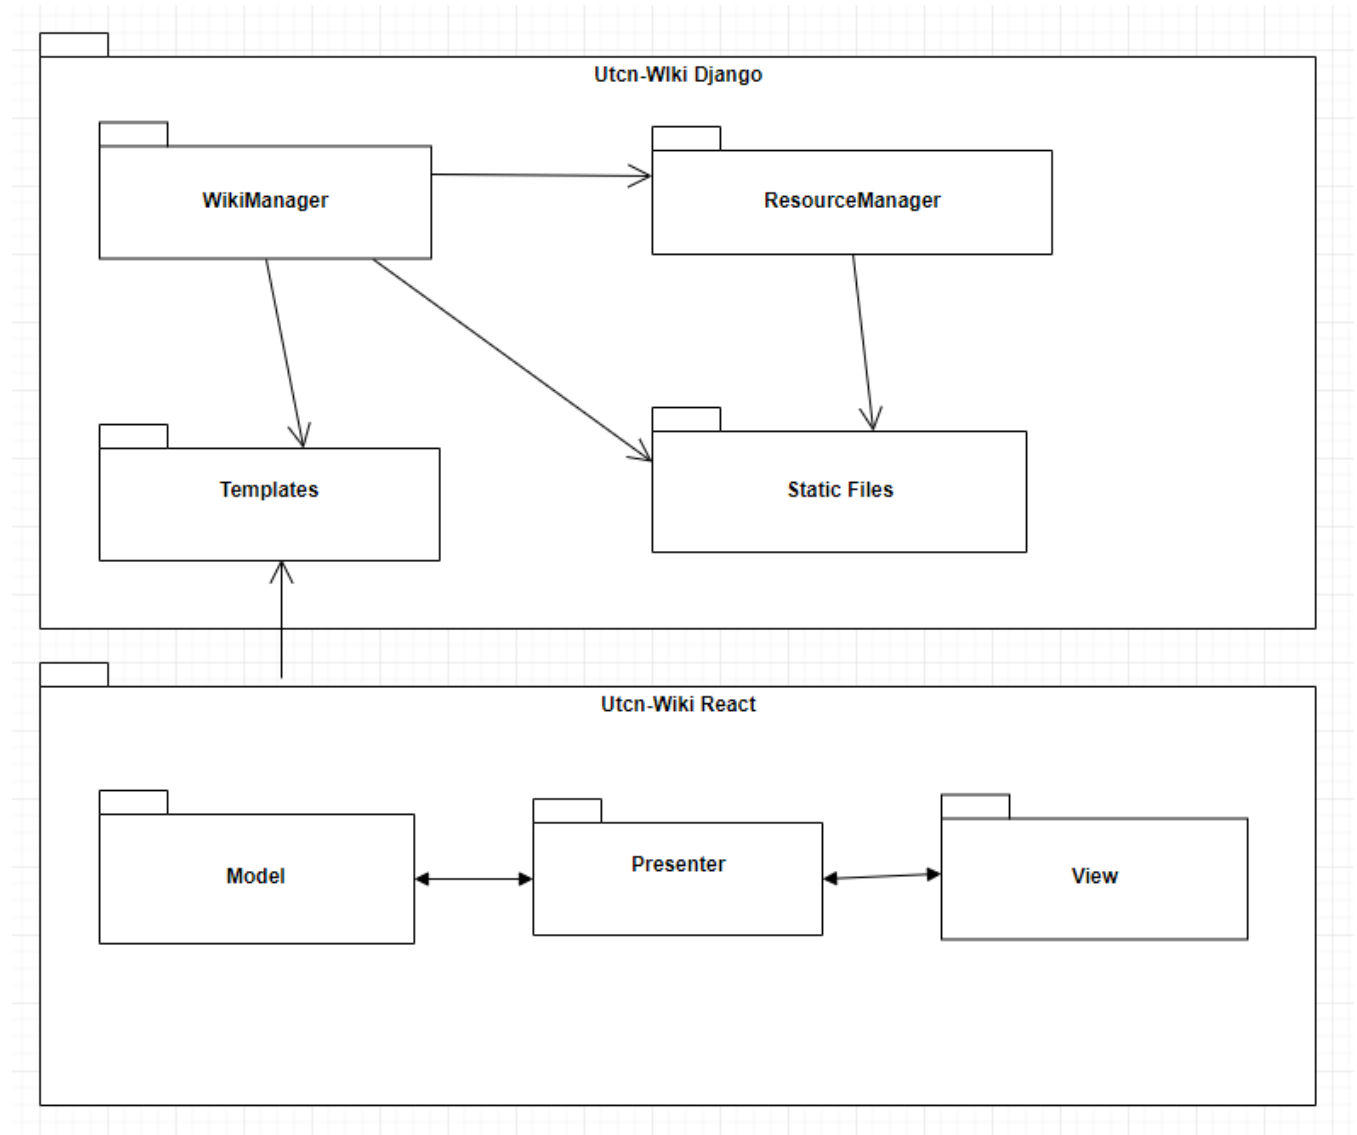 Utcn-WIki Django
WikiManager
ResourceManager
Templates
Static Files
Utcn-Wiki React
Model
Presenter
View